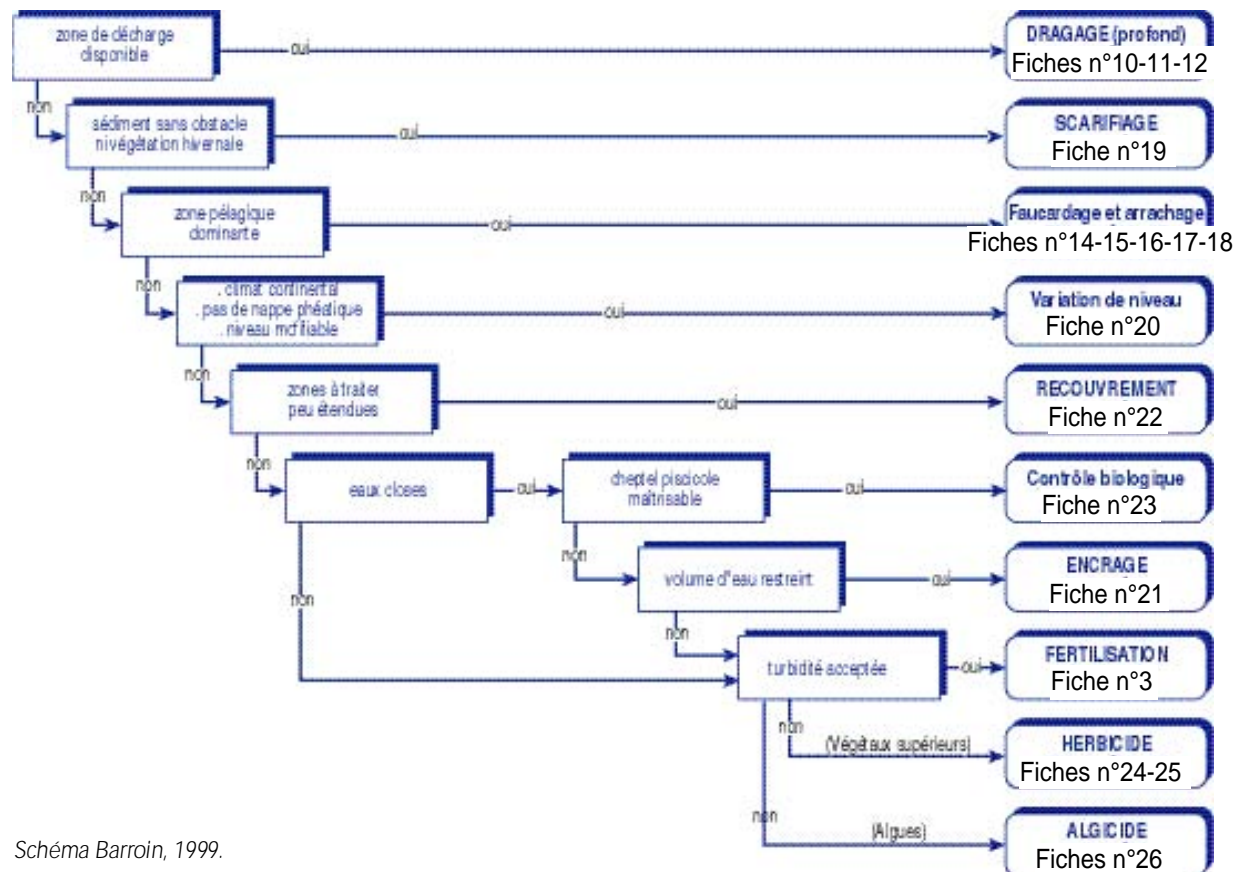 zone de décharge
disponible
oui
DRAGAGE (profond)
Fiches n°10-11-12
non
sédiment sans obstacle
ni végétation hivernale
oui
SCARIFIAGE
Fiche n°19
non
zone pélagique
dominante
oui
Faucardage et arrachage
Fiches n°14-15-16-17-18
non
. climat continental
. pas de nappe phéatique
. niveau modifiable
oui
Variation de niveau
Fiche n°20
non
zones à traiter
peu étendues
oui
RECOUVREMENT
Fiche n°22
non
eaux closes
oui
cheptel piscicole
maîtrisable
oui
Contrôle biologique
Fiche n°23
non
volume d'eau restreint
oui
ENCRAGE
Fiche n°21
non
non
turbidité acceptée
oui
FERTILISATION
Fiche n°3
non
(Végétaux supérieurs)
HERBICIDE
Fiches n°24-25
non
(Algues)
ALGICIDE
Fiches n°26
Schéma Barroin, 1999.